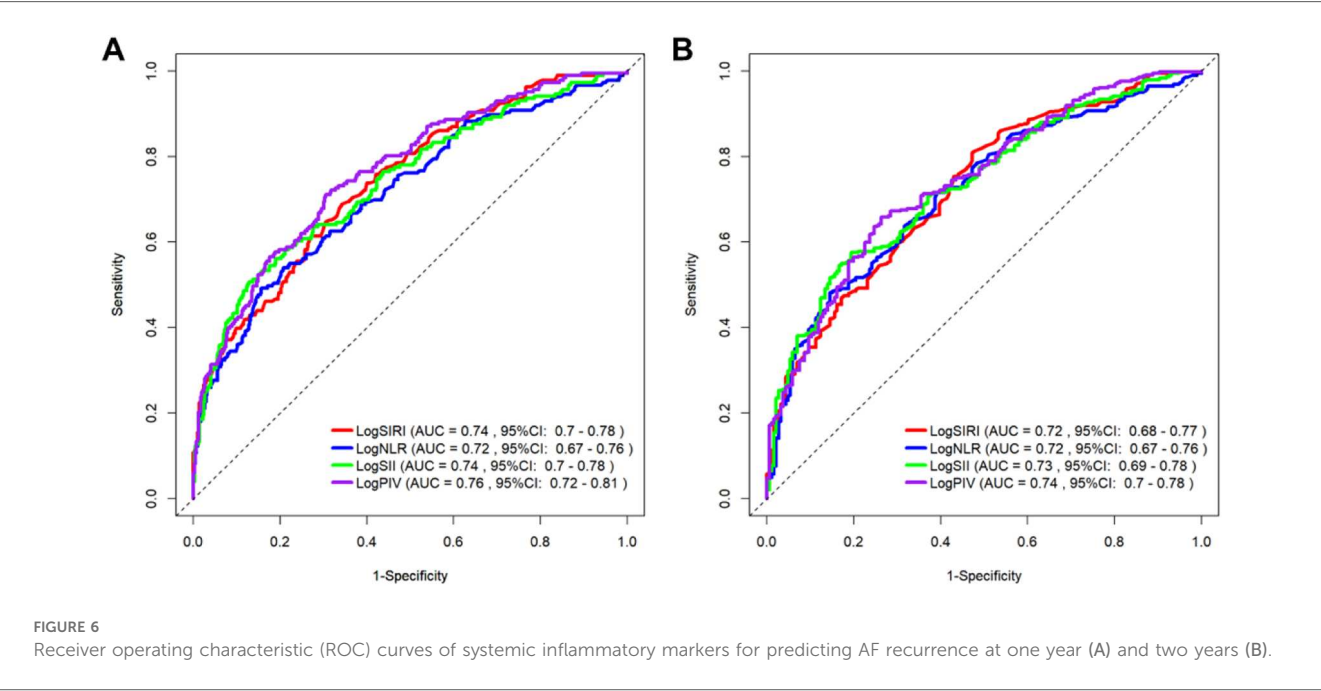 A
1.0
0.8
0.6
0.4
0.2
0.0
Sensitivity
LogSIRI (AUC = 0.74 , 95%CI: 0.7 - 0.78 )
LogNLR (AUC = 0.72 , 95%CI: 0.67 - 0.76 )
LogSII (AUC = 0.74 , 95%CI: 0.7 - 0.78 )
LogPIV (AUC = 0.76 , 95%CI: 0.72 - 0.81 )
0.0 0.2 0.4 0.6 0.8 1.0
1-Specificity
B
1.0
0.8
0.6
0.4
0.2
0.0
Sensitivity
LogSIRI (AUC = 0.72 , 95%CI: 0.68 - 0.77 )
LogNLR (AUC = 0.72 , 95%CI: 0.67 - 0.76 )
LogSII (AUC = 0.73 , 95%CI: 0.69 - 0.78 )
LogPIV (AUC = 0.74 , 95%CI: 0.7 - 0.78 )
0.0 0.2 0.4 0.6 0.8 1.0
1-Specificity
FIGURE 6
Receiver operating characteristic (ROC) curves of systemic inflammatory markers for predicting AF recurrence at one year (A) and two years (B).